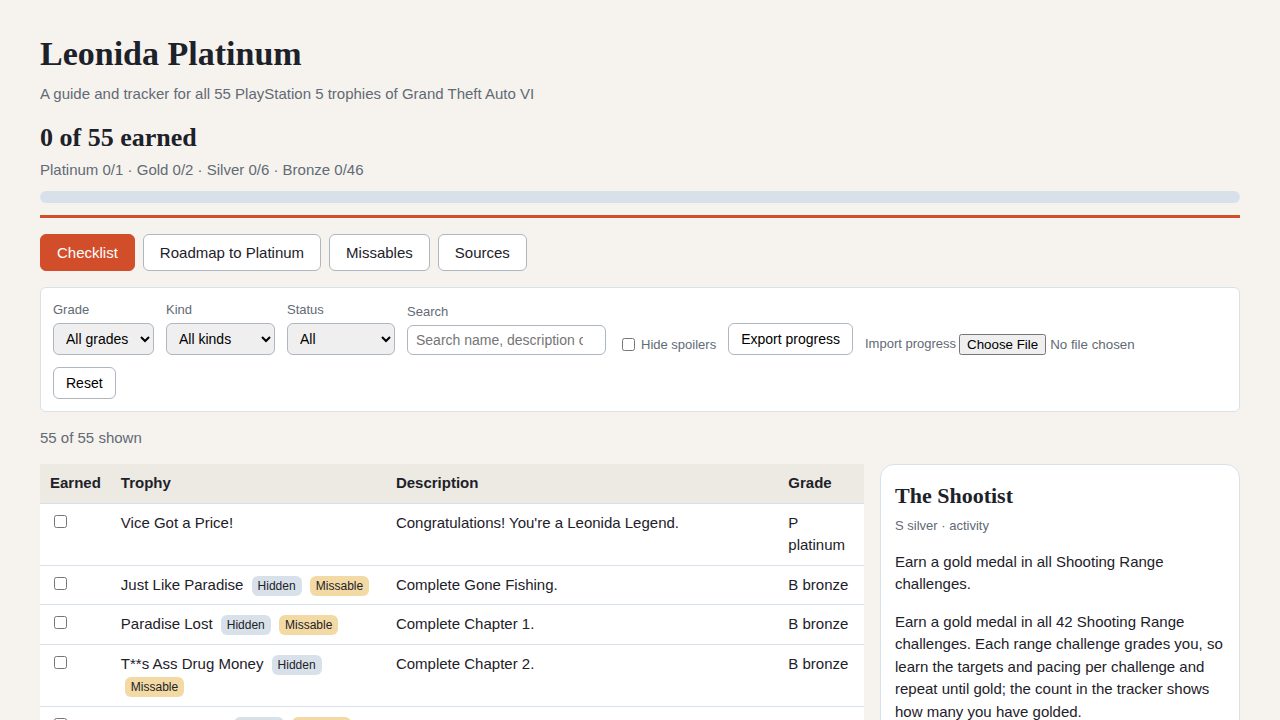 Leonida Platinum
A guide and tracker for all 55 PlayStation 5 trophies of Grand Theft Auto VI
0 of 55 earned
Platinum 0/1 · Gold 0/2 · Silver 0/6 · Bronze 0/46
Checklist Roadmap to Platinum Missables Sources
Grade Kind Status Search
All grades All kinds All Search name, description c Hide spoilers Export progress Import progress Choose File No file chosen
Reset
55 of 55 shown
Earned Trophy Description Grade
Vice Got a Price! Congratulations! You're a Leonida Legend. P
platinum
Just Like Paradise Hidden Missable Complete Gone Fishing. B bronze
Paradise Lost Hidden Missable Complete Chapter 1. B bronze
T**s Ass Drug Money Hidden Complete Chapter 2. B bronze
Missable
The Shootist
S silver · activity
Earn a gold medal in all Shooting Range
challenges.
Earn a gold medal in all 42 Shooting Range
challenges. Each range challenge grades you, so
learn the targets and pacing per challenge and
repeat until gold; the count in the tracker shows
how many you have golded.